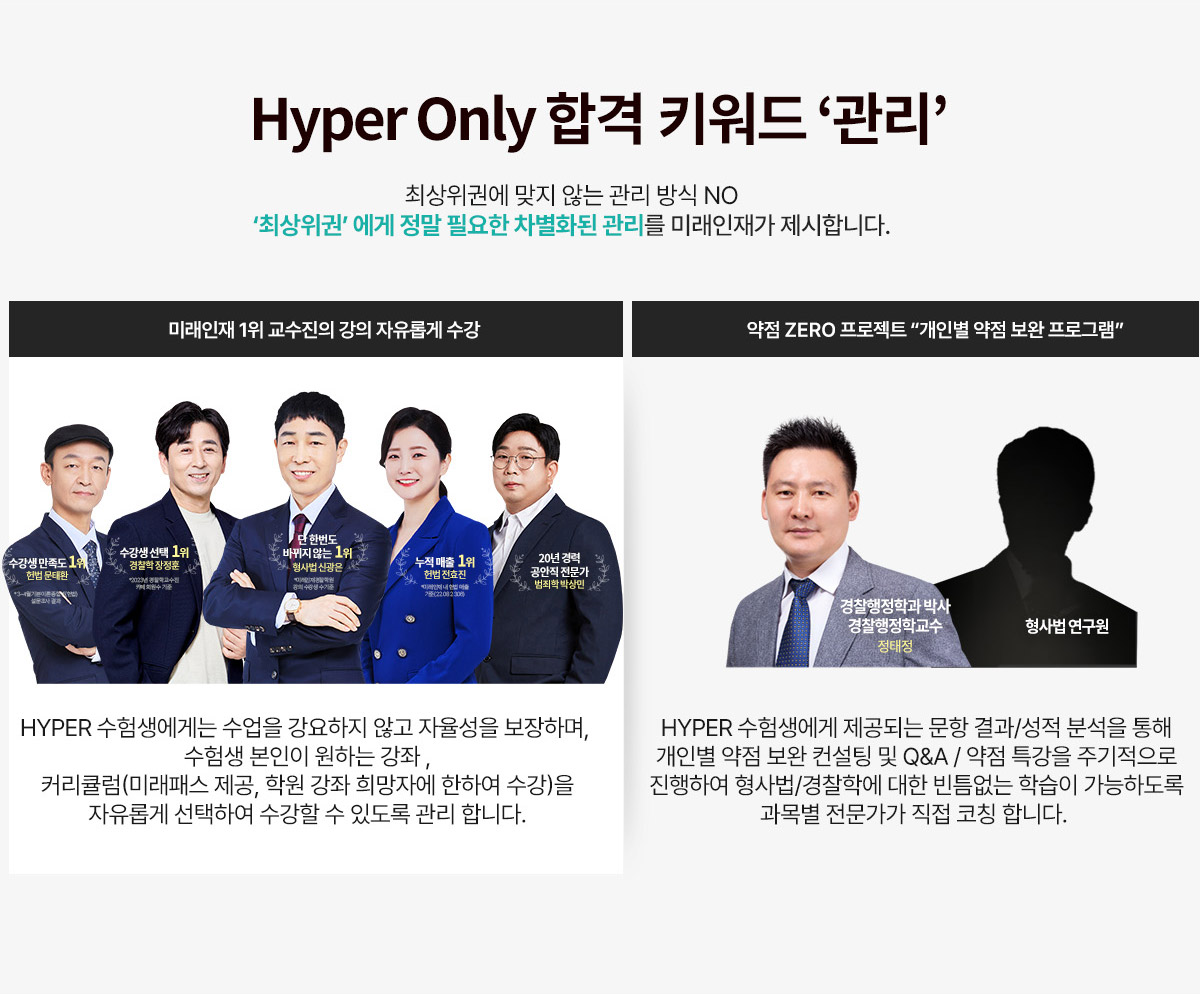 Hyper Only 합격 키워드 ‘관리’
최상위권에 맞지 않는 관리 방식 NO
‘최상위권’ 에게 정말 필요한 차별화된 관리를 미래인재가 제시합니다.
미래인재 1위 교수진의 강의 자유롭게 수강
수강생 만족도 1위
헌법 문태환
수강생 선택 1위
경찰학 장정훈
단 한번도
바뀌지 않는 1위
형사법 신광은
누적 매출 1위
헌법 전효진
20년 경력
공안직 전문가
범죄학 박상민
HYPER 수험생에게는 수업을 강요하지 않고 자율성을 보장하며,
수험생 본인이 원하는 강좌 ,
커리큘럼(미래패스 제공, 학원 강좌 희망자에 한하여 수강)을
자유롭게 선택하여 수강할 수 있도록 관리 합니다.
약점 ZERO 프로젝트 “개인별 약점 보완 프로그램”
경찰행정학과 박사
경찰행정학교수
정태정
형사법 연구원
HYPER 수험생에게 제공되는 문항 결과/성적 분석을 통해
개인별 약점 보완 컨설팅 및 Q&A / 약점 특강을 주기적으로
진행하여 형사법/경찰학에 대한 빈틈없는 학습이 가능하도록
과목별 전문가가 직접 코칭 합니다.